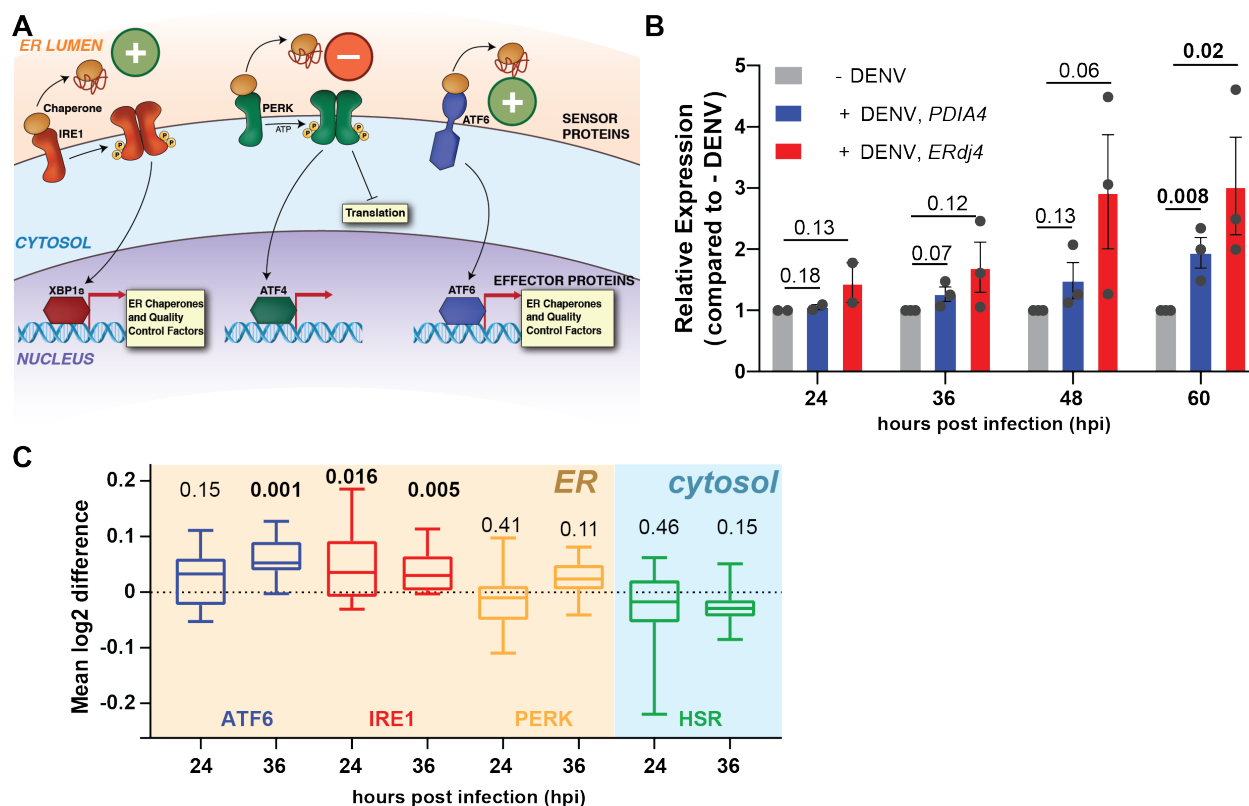 A
ER LUMEN
+
−
+
Chaperone
IRE1
PERK
ATP
ATF6
SENSOR
PROTEINS
P
P
P
P
P
P
P
P
Translation
CYTOSOL
EFFECTOR PROTEINS
XBP1s
ATF4
ATF6
ER Chaperones
and Quality
Control Factors
ER Chaperones
and Quality
Control Factors
NUCLEUS
B
Relative Expression
(compared to - DENV)
5
4
3
2
1
0
- DENV
+ DENV, PDIA4
+ DENV, ERdj4
0.13
0.18
0.12
0.07
0.06
0.13
0.02
0.008
24
36
48
60
hours post infection (hpi)
C
Mean log2 difference
0.2
0.1
0
-0.1
-0.2
0.15
0.001
0.016
0.005
0.41
0.11
0.46
0.15
ER
cytosol
ATF6
IRE1
PERK
HSR
24
36
24
36
24
36
24
36
hours post infection (hpi)